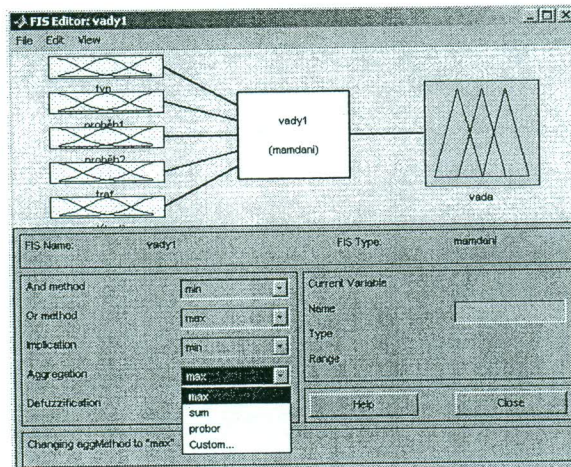 FIS Editor: vady1
File Edit View
typ
vady1
proběh1
(mamdani)
proběh2
vada
traf
FIS Name: vady1 FIS Type: mamdani
And method min
Or method max
Implication min
Aggregation max
Defuzzification
max
sum
probor
Custom...
Current Variable
Name
Type
Range
Help Close
Changing aggMethod to "max"